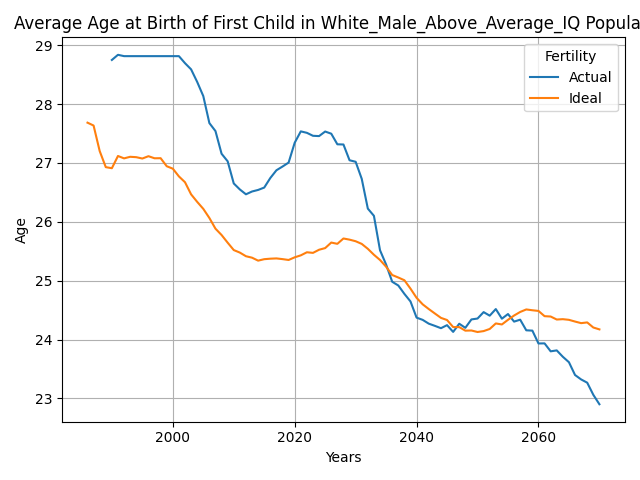 Average Age at Birth of First Child in White_Male_Above_Average_IQ Popula
Fertility
Actual
Ideal
29
28
27
26
25
24
23
Age
2000 2020 2040 2060
Years